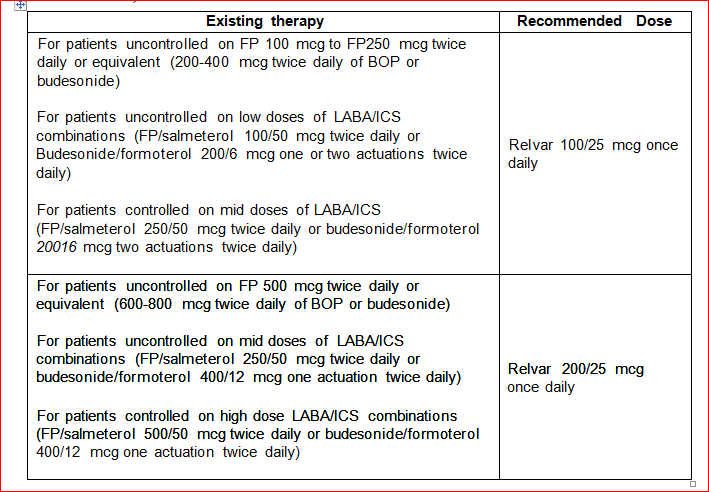 Existing therapy
Recommended Dose
For patients uncontrolled on FP 100 mcg to FP250 mcg twice
daily or equivalent (200-400 mcg twice daily of BOP or
budesonide)
For patients uncontrolled on low doses of LABA/ICS
combinations (FP/salmeterol 100/50 mcg twice daily or
Budesonide/formoterol 200/6 mcg one or two actuations twice
daily)
For patients controlled on mid doses of LABA/ICS
(FP/salmeterol 250/50 mcg twice daily or budesonide/formoterol
20016 mcg two actuations twice daily)
Relvar 100/25 mcg once
daily
For patients uncontrolled on FP 500 mcg twice daily or
equivalent (600-800 mcg twice daily of BOP or budesonide)
For patients uncontrolled on mid doses of LABA/ICS
combinations (FP/salmeterol 250/50 mcg twice daily or
budesonide/formoterol 400/12 mcg one actuation twice daily)
For patients controlled on high dose LABA/ICS combinations
(FP/salmeterol 500/50 mcg twice daily or budesonide/formoterol
400/12 mcg one actuation twice daily)
Relvar 200/25 mcg
once daily